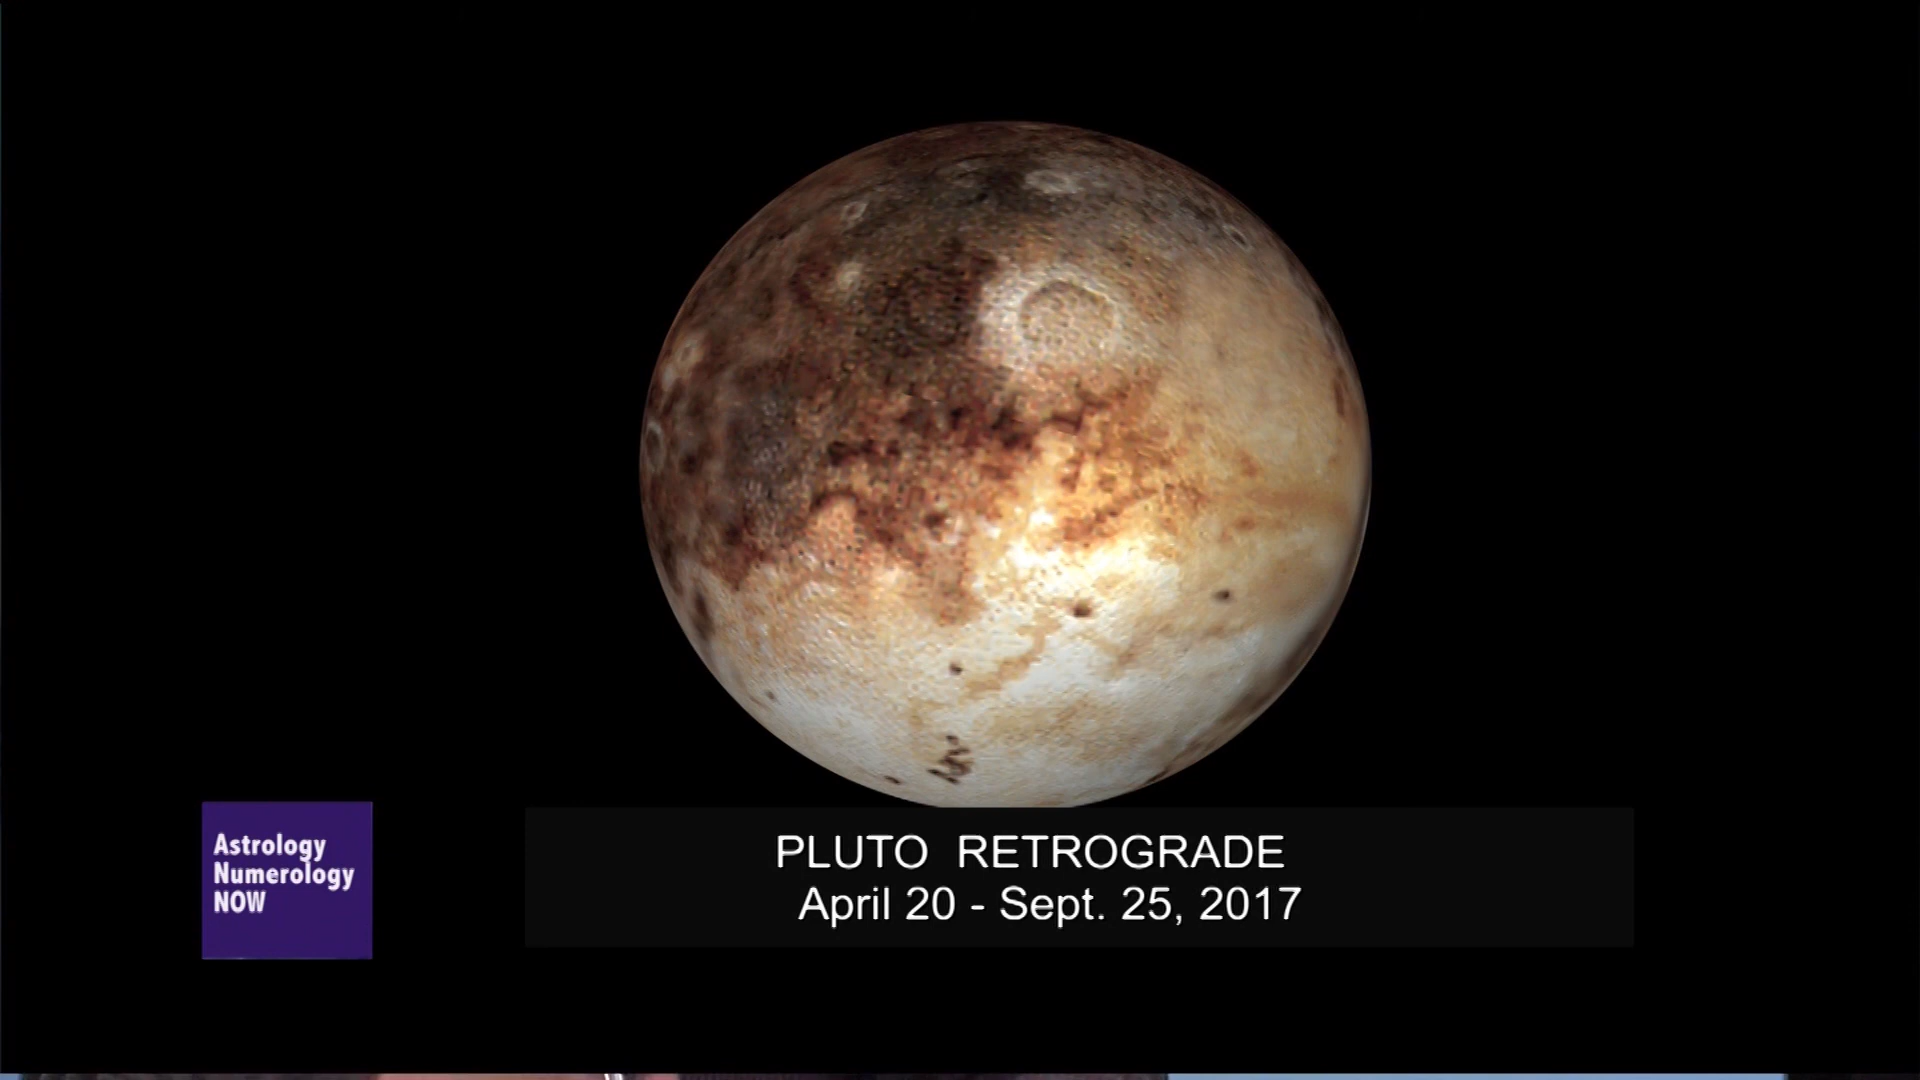 Astrology
Numerology
NOW
PLUTO RETROGRADE
April 20 - Sept. 25, 2017